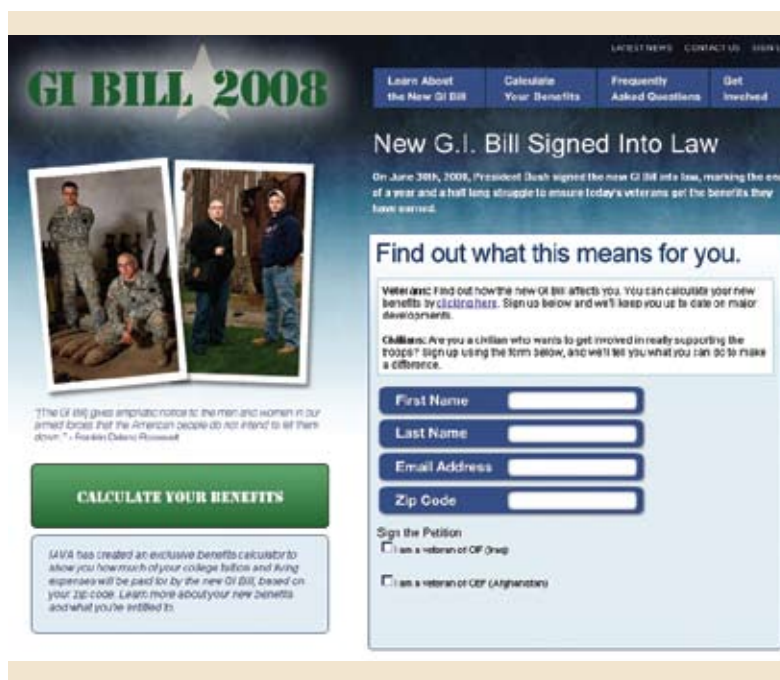 LATEST NEWS CONTACT US SIGN U
GI BILL 2008
Learn About
the New GI Bill
Calculate
Your Benefits
Frequently
Asked Questions
Get
Involved
New G.I. Bill Signed Into Law
On June 30th, 2008, President Bush signed the new GI Bill into law, marking the end
of a year and a half long struggle to ensure today's veterans get the benefits they
have earned.
Find out what this means for you.
Veterans: Find out how the new GI Bill affects you. You can calculate your new
benefits by clicking here. Sign up below and we'll keep you up to date on major
developments.
Civilians: Are you a civilian who wants to get involved in really supporting the
troops? Sign up using the form below, and we'll tell you what you can do to make
a difference.
First Name
Last Name
Email Address
Zip Code
Sign the Petition
I am a veteran of OIF (Iraq)
I am a veteran of OEF (Afghanistan)
"[The GI Bill] gives emphatic notice to the men and women in our
armed forces that the American people do not intend to let them
down." - Franklin Delano Roosevelt
CALCULATE YOUR BENEFITS
IAVA has created an exclusive benefits calculator to
show you how much of your college tuition and living
expenses will be paid for by the new GI Bill, based on
your zip code. Learn more about your new benefits
and what you're entitled to.